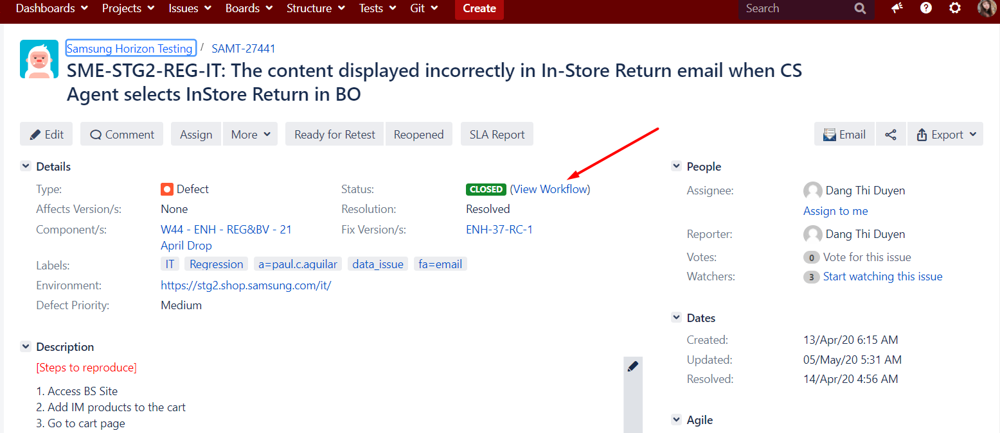 Dashboards Projects Issues Boards Structure Tests Git Create Search
Samsung Horizon Testing / SAMT-27441
SME-STG2-REG-IT: The content displayed incorrectly in In-Store Return email when CS
Agent selects InStore Return in BO
Edit Comment Assign More Ready for Retest Reopened SLA Report Email Export
Details
Type: Defect
Status: CLOSED (View Workflow)
Affects Version/s: None
Resolution: Resolved
Component/s: W44 - ENH - REG&BV - 21
April Drop
Fix Version/s: ENH-37-RC-1
Labels: IT Regression a=paul.c.aguilar data_issue fa=email
Environment: https://stg2.shop.samsung.com/it/
Defect Priority: Medium
Description
[Steps to reproduce]
1. Access BS Site
2. Add IM products to the cart
3. Go to cart page
People
Assignee: Dang Thi Duyen
Assign to me
Reporter: Dang Thi Duyen
Votes: 0 Vote for this issue
Watchers: 3 Start watching this issue
Dates
Created: 13/Apr/20 6:15 AM
Updated: 05/May/20 5:31 AM
Resolved: 14/Apr/20 4:56 AM
Agile